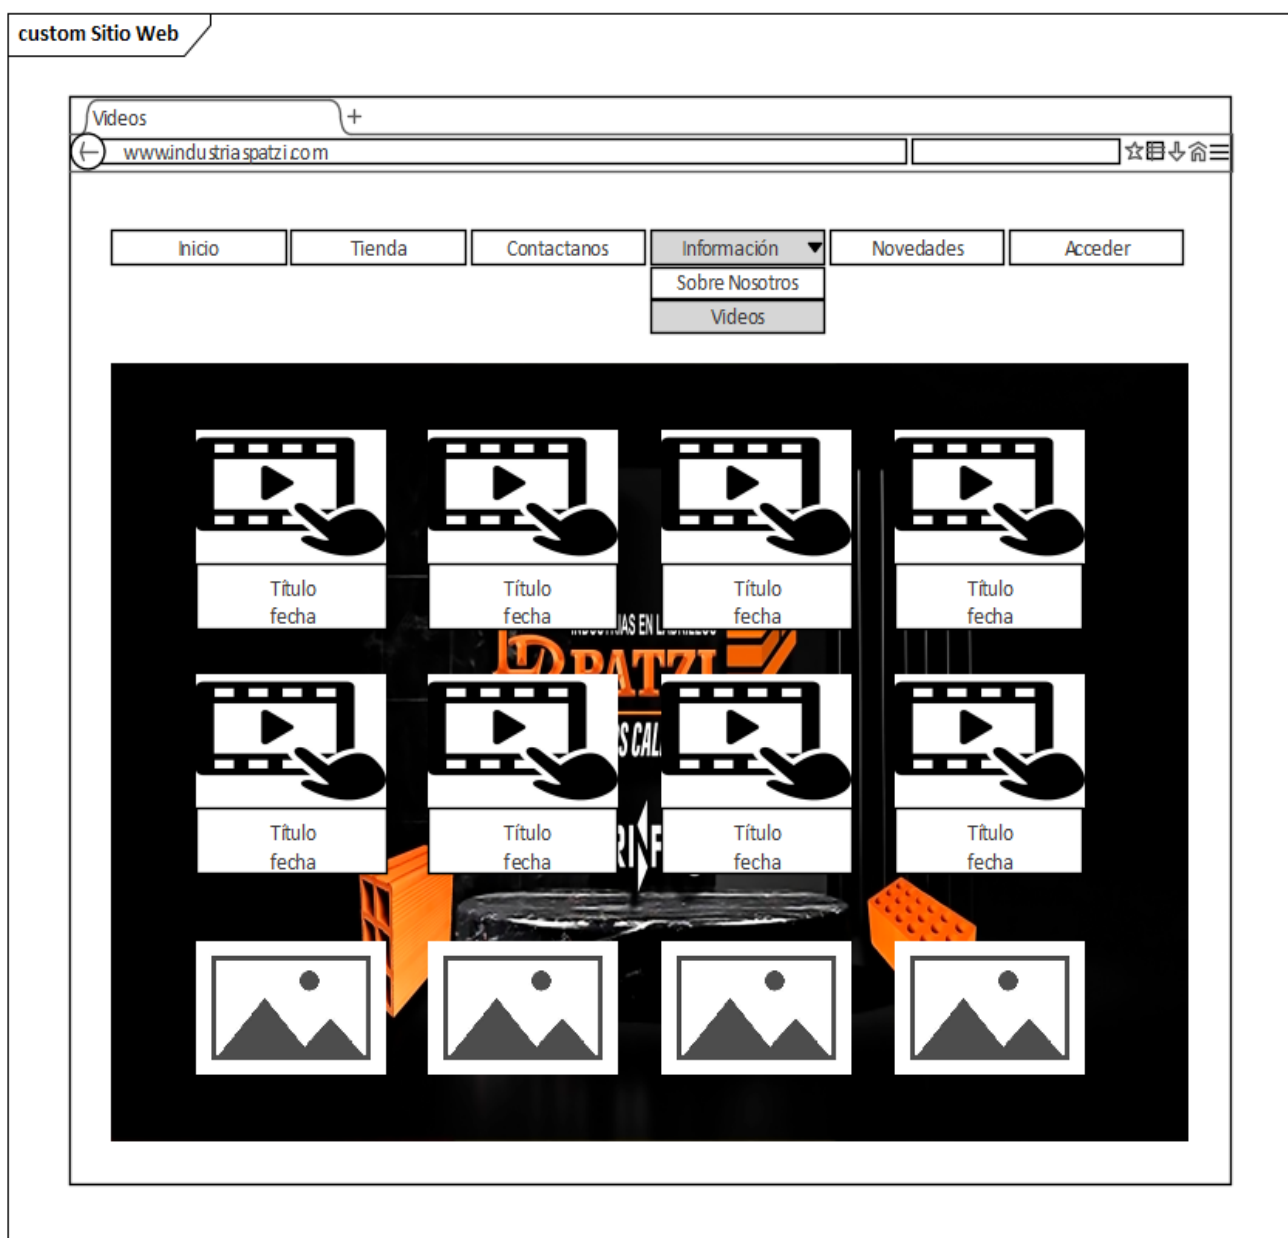 custom Sitio Web
Videos
www.industriaspatzi.com
Inicio Tienda Contactanos Información Novedades Acceder
Sobre Nosotros
Videos
Título Título Título Título
fecha fecha fecha fecha
PATZI
Título Título Título Título
fecha fecha fecha fecha